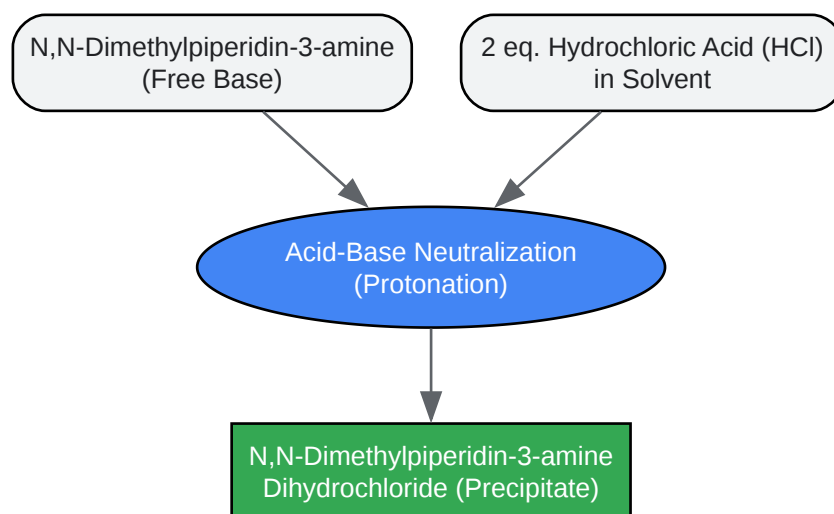 N,N-Dimethylpiperidin-3-amine
(Free Base)
2 eq. Hydrochloric Acid (HCl)
in Solvent
Acid-Base Neutralization
(Protonation)
N,N-Dimethylpiperidin-3-amine
Dihydrochloride (Precipitate)